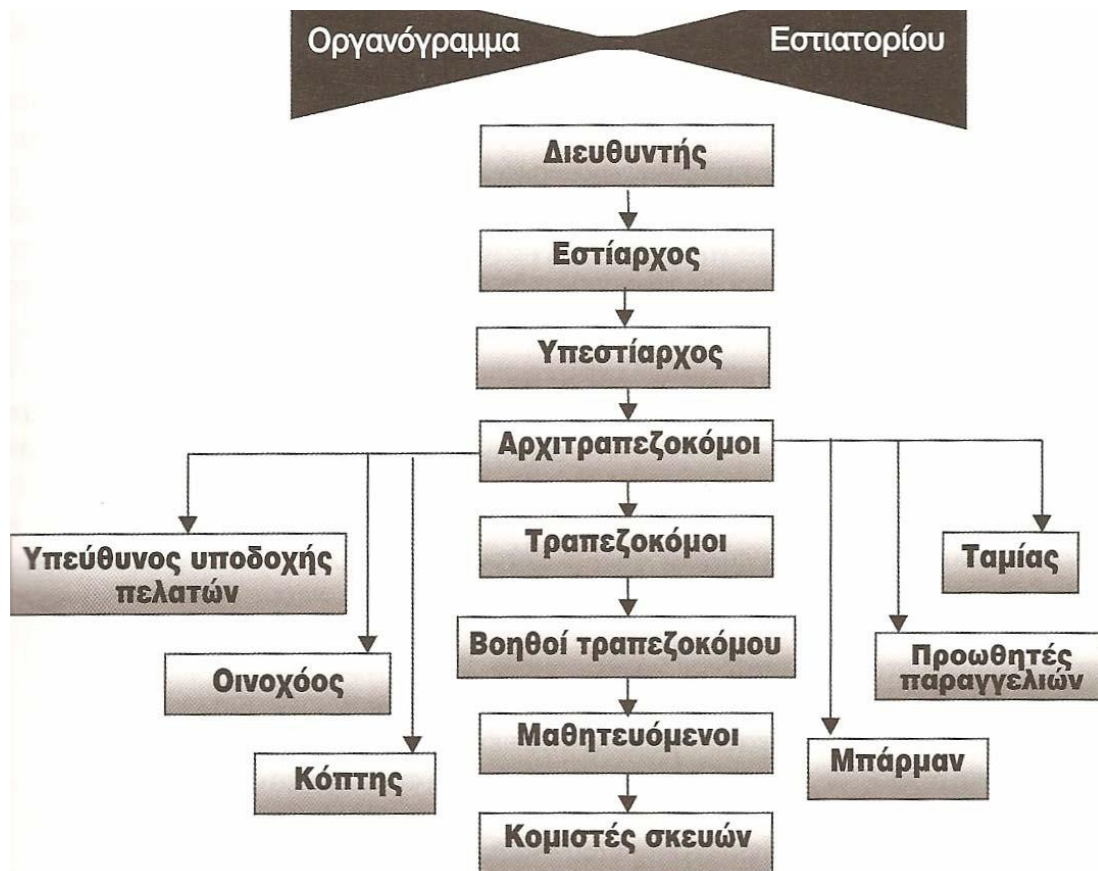 Οργανόγραμμα Εστιατορίου
Διευθυντής
Εστίαρχος
Υπεστίαρχος
Αρχιτραπεζοκόμοι
Υπεύθυνος υποδοχής
πελατών
Τραπεζοκόμοι
Ταμίας
Οινοχόος
Βοηθοί τραπεζοκόμου
Προωθητές
παραγγελιών
Κόπτης
Μαθητευόμενοι
Μπάρμαν
Κομιστές σκευών